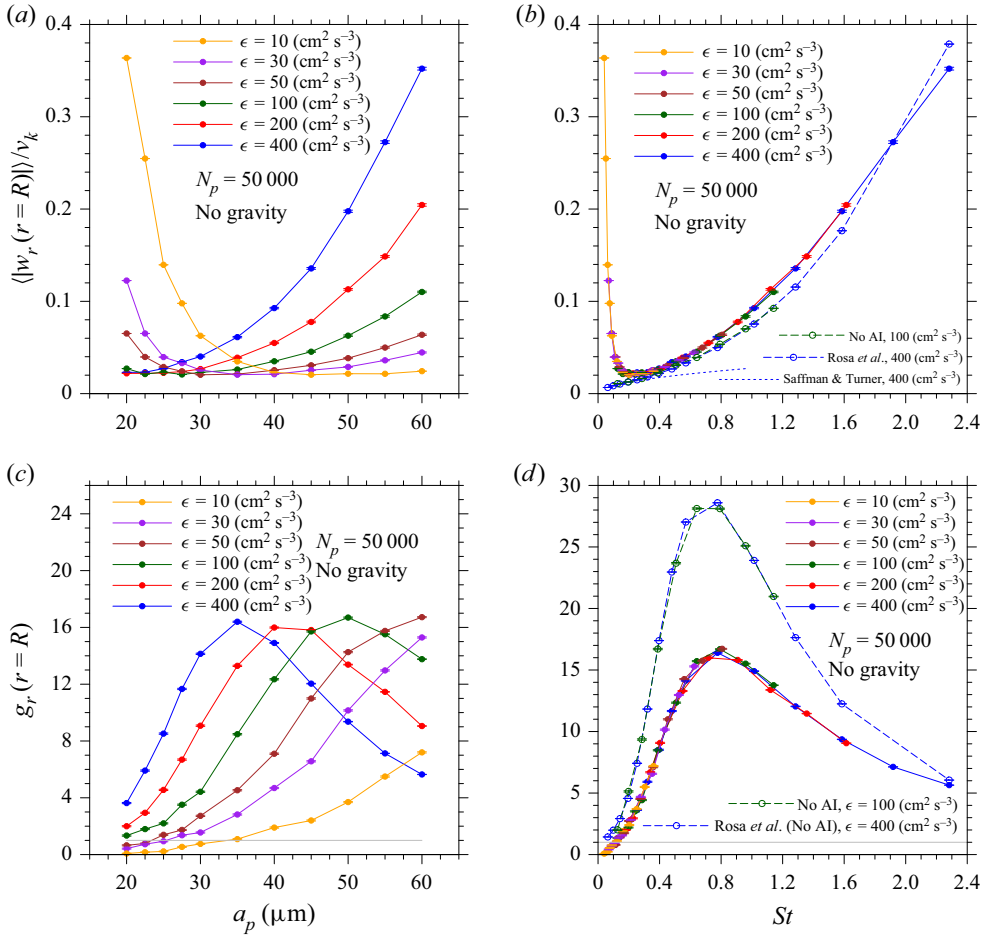 (a)
0.4
0.3
0.2
0.1
0
⟨|w_r (r = R)|⟩/v_k
ϵ = 10 (cm² s⁻³)
ϵ = 30 (cm² s⁻³)
ϵ = 50 (cm² s⁻³)
ϵ = 100 (cm² s⁻³)
ϵ = 200 (cm² s⁻³)
ϵ = 400 (cm² s⁻³)
N_p = 50 000
No gravity
20 30 40 50 60
(b)
0.4
0.3
0.2
0.1
0
ϵ = 10 (cm² s⁻³)
ϵ = 30 (cm² s⁻³)
ϵ = 50 (cm² s⁻³)
ϵ = 100 (cm² s⁻³)
ϵ = 200 (cm² s⁻³)
ϵ = 400 (cm² s⁻³)
N_p = 50 000
No gravity
No AI, 100 (cm² s⁻³)
Rosa et al., 400 (cm² s⁻³)
Saffman & Turner, 400 (cm² s⁻³)
0 0.4 0.8 1.2 1.6 2.0 2.4
(c)
24
20
16
12
8
4
0
g_r (r = R)
ϵ = 10 (cm² s⁻³)
ϵ = 30 (cm² s⁻³)
ϵ = 50 (cm² s⁻³)
ϵ = 100 (cm² s⁻³)
ϵ = 200 (cm² s⁻³)
ϵ = 400 (cm² s⁻³)
N_p = 50 000
No gravity
20 30 40 50 60
a_p (μm)
(d)
30
25
20
15
10
5
0
ϵ = 10 (cm² s⁻³)
ϵ = 30 (cm² s⁻³)
ϵ = 50 (cm² s⁻³)
ϵ = 100 (cm² s⁻³)
ϵ = 200 (cm² s⁻³)
ϵ = 400 (cm² s⁻³)
N_p = 50 000
No gravity
No AI, ϵ = 100 (cm² s⁻³)
Rosa et al. (No AI), ϵ = 400 (cm² s⁻³)
0 0.4 0.8 1.2 1.6 2.0 2.4
St